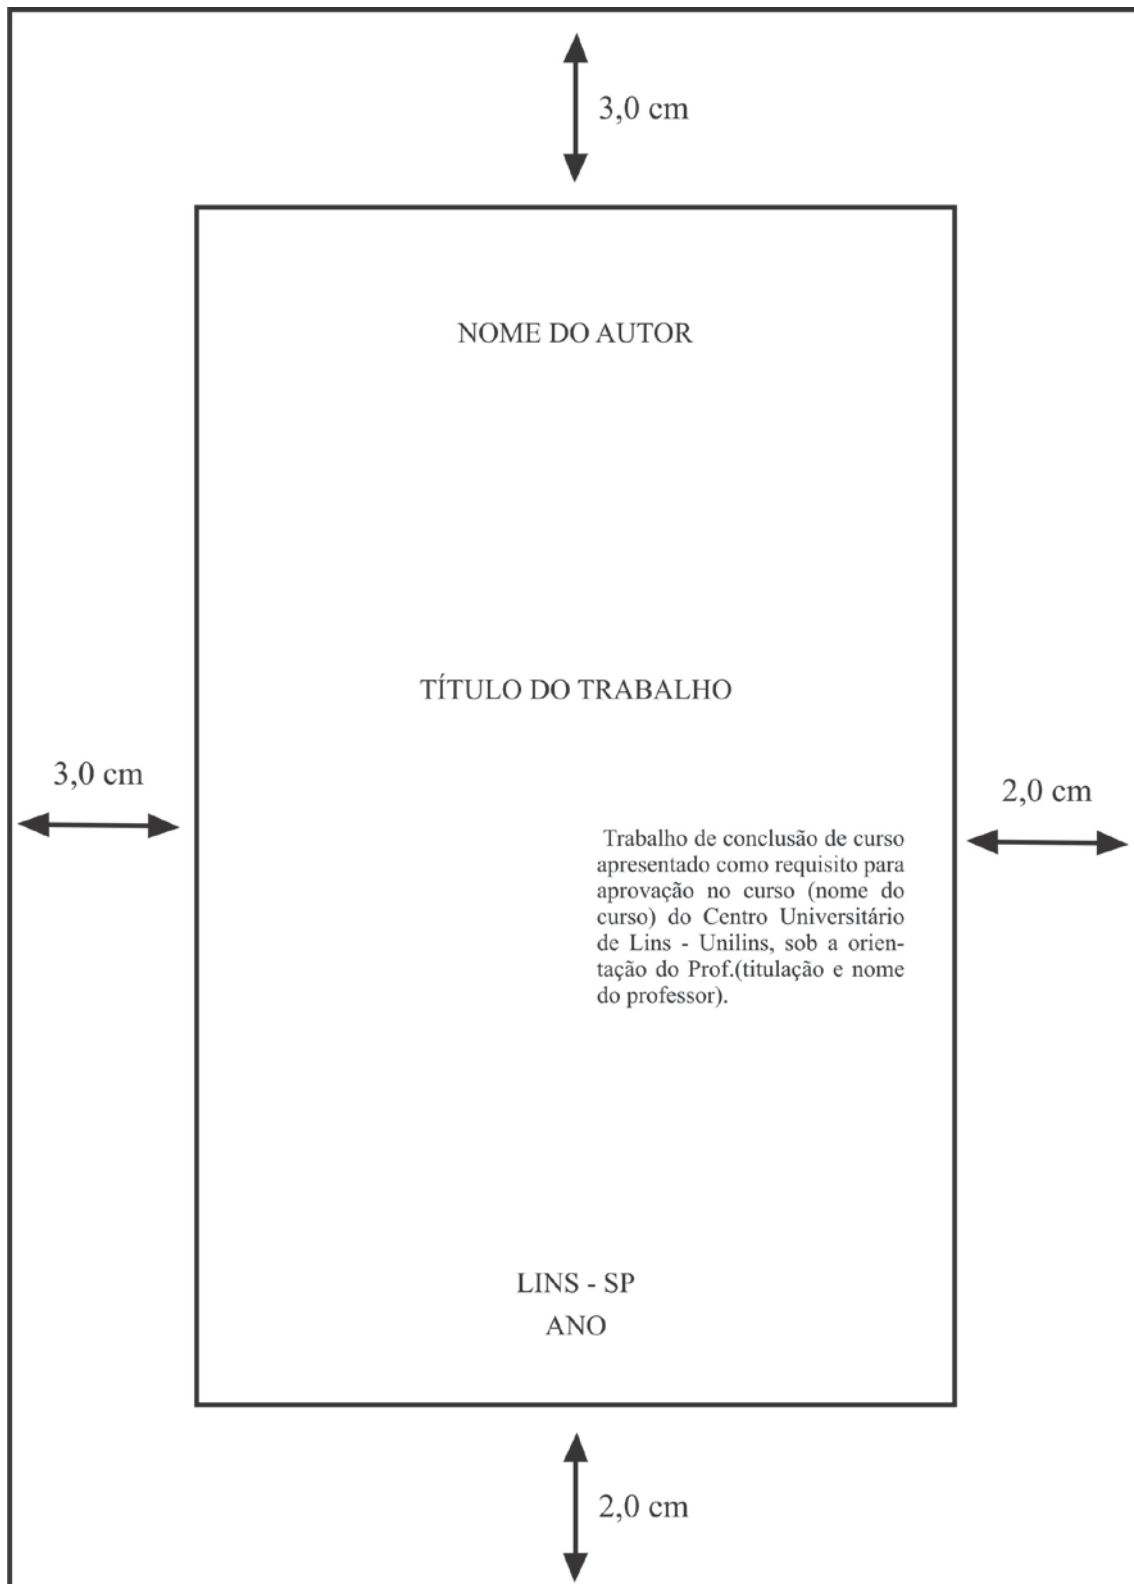 3,0 cm
NOME DO AUTOR
TÍTULO DO TRABALHO
3,0 cm
2,0 cm
Trabalho de conclusão de curso
apresentado como requisito para
aprovação no curso (nome do
curso) do Centro Universitário
de Lins - Unilins, sob a orien-
tação do Prof.(titulação e nome
do professor).
LINS - SP
ANO
2,0 cm